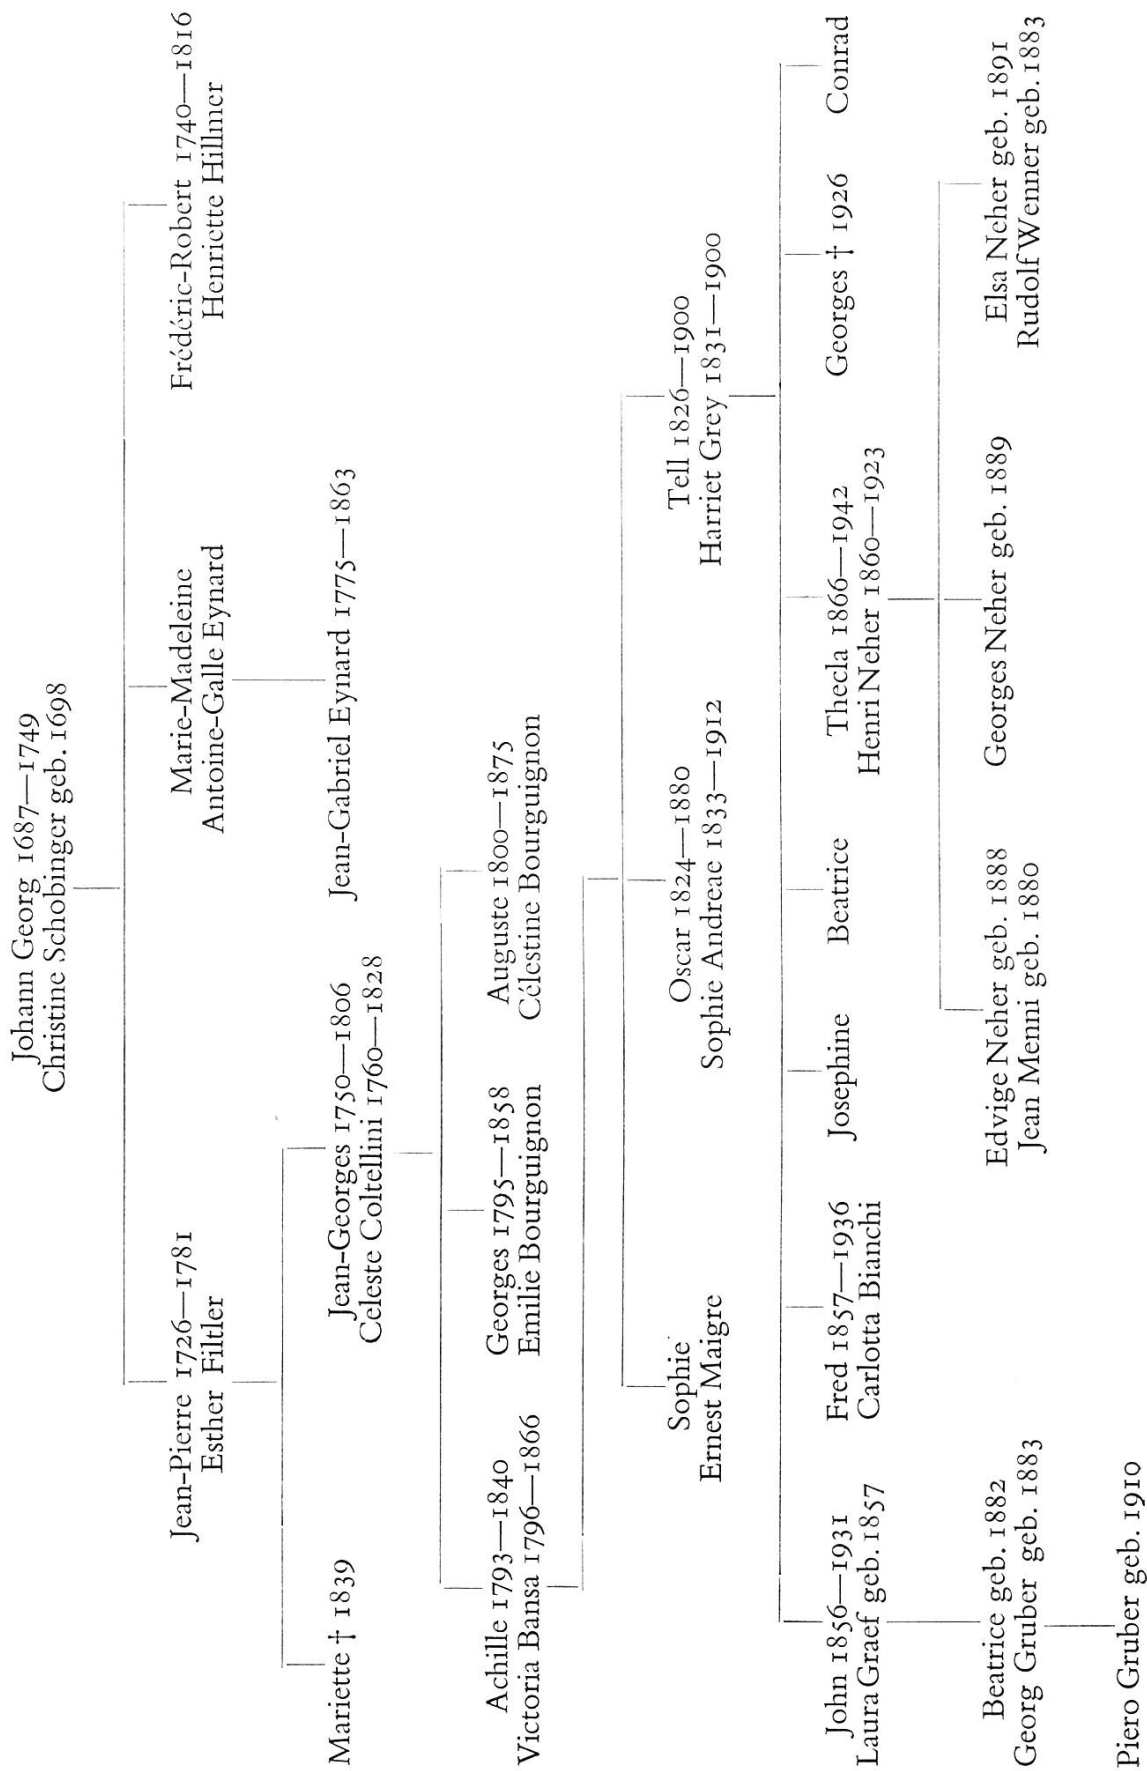 Johann Georg 1687—1749
Christine Schobinger geb. 1698
Jean-Pierre 1726—1781
Esther Filtler
Marie-Madeleine
Antoine-Galle Eynard
Frédéric-Robert 1740—1816
Henriette Hillmer
Mariette † 1839
Jean-Georges 1750—1806
Celeste Coltellini 1760—1828
Jean-Gabriel Eynard 1775—1863
Achille 1793—1840
Victoria Bansa 1796—1866
Georges 1795—1858
Emilie Bourguignon
Auguste 1800—1875
Célestine Bourguignon
Sophie
Ernest Maigre
Oscar 1824—1880
Sophie Andreae 1833—1912
Tell 1826—1900
Harriet Grey 1831—1900
John 1856—1931
Laura Graef geb. 1857
Fred 1857—1936
Carlotta Bianchi
Josephine
Beatrice
Thecla 1866—1942
Henri Neher 1860—1923
Georges † 1926
Conrad
Beatrice geb. 1882
Georg Gruber geb. 1883
Edvige Neher geb. 1888
Jean Menni geb. 1880
Georges Neher geb. 1889
Elsa Neher geb. 1891
Rudolf Wenner geb. 1883
Piero Gruber geb. 1910